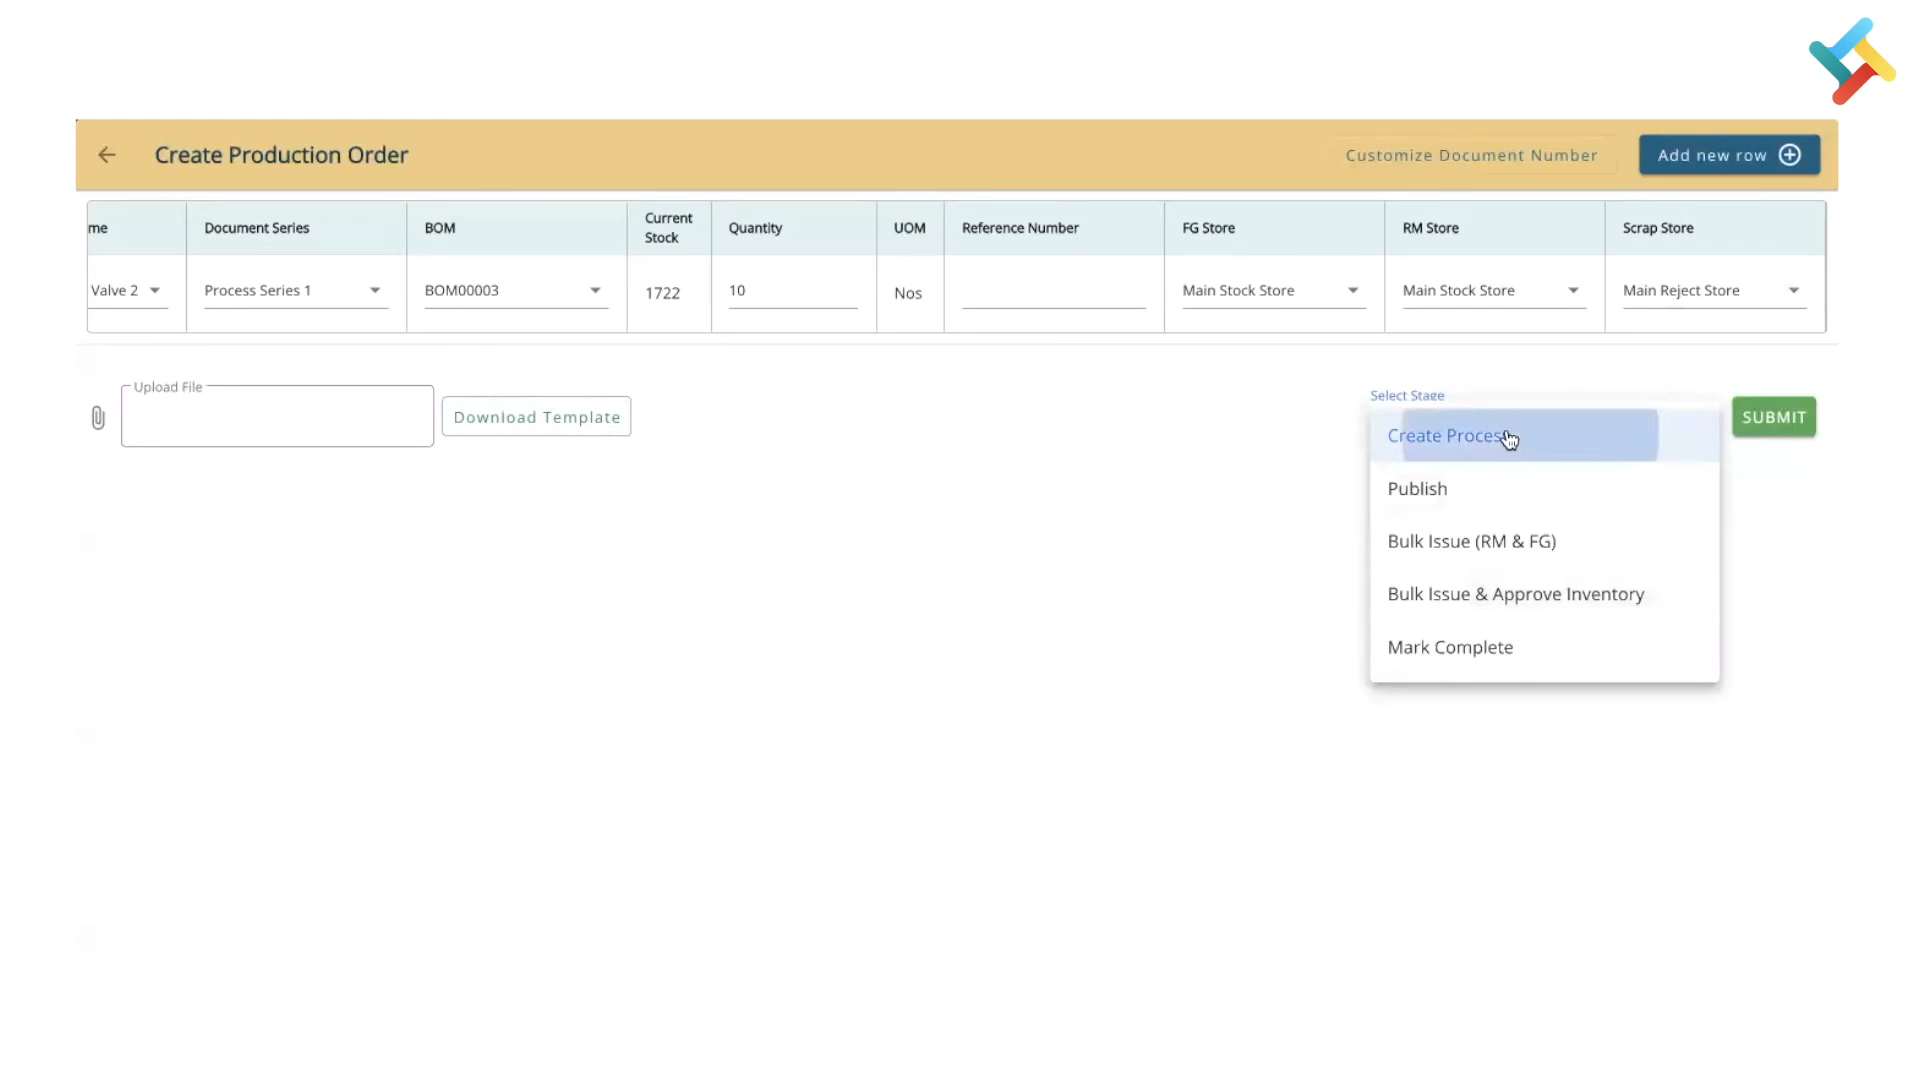 Create Production Order
Customize Document Number
Add new row
me
Document Series
BOM
Current
Stock
Quantity
UOM
Reference Number
FG Store
RM Store
Scrap Store
Valve 2
Process Series 1
BOM00003
1722
10
Nos
Main Stock Store
Main Stock Store
Main Reject Store
Upload File
Download Template
Select Stage
SUBMIT
Create Proces
Publish
Bulk Issue (RM & FG)
Bulk Issue & Approve Inventory
Mark Complete